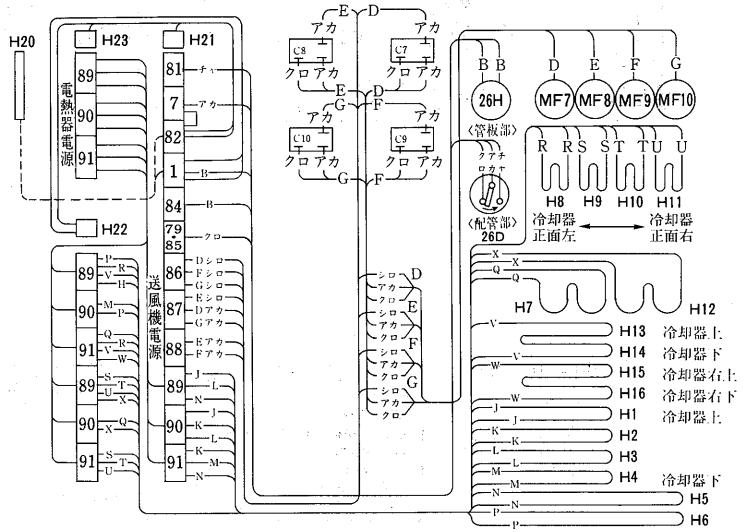 H20
H23
H21
89
90
91
電熱器電源
81
チャ
7
アカ
82
1
B
84
B
79
・
85
クロ
86
Dシロ
Fシロ
Gシロ
87
Eシロ
Dアカ
Gアカ
88
Eアカ
Fアカ
89
J
L
N
90
J
K
L
91
K
M
N
送風機電源
H22
89
P
R
V
H
90
M
P
91
Q
R
V
W
89
S
T
U
X
90
Q
X
91
S
T
U
E D
アカ アカ
C8 C7
クロ アカ クロ アカ
E D
G F
アカ アカ
C10 C9
クロ アカ クロ アカ
G F
シロ
アカ D
クロ
シロ E
アカ
クロ F
シロ
アカ
クロ G
シロ
アカ
クロ
B B
26H
<管板部>
D E F G
MF7 MF8 MF9 MF10
クアチ
ロカャ
<配管部>
26D
R R S S T T U U
H8 H9 H10 H11
冷却器 正面左
冷却器 正面右
X
X
Q
Q
H7 H12
V
H13 冷却器上
V
H14 冷却器下
W
H15 冷却器右上
W
H16 冷却器右下
J
J
H1 冷却器上
K
K
H2
L
L
H3
M
M
H4 冷却器下
N
N
H5
P
P
H6